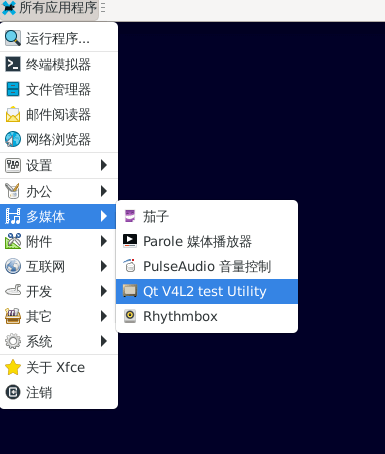 所有应用程序
运行程序...
终端模拟器
文件管理器
邮件阅读器
网络浏览器
设置
办公
多媒体
茄子
Parole 媒体播放器
PulseAudio 音量控制
Qt V4L2 test Utility
Rhythmbox
附件
互联网
开发
其它
系统
关于 Xfce
注销